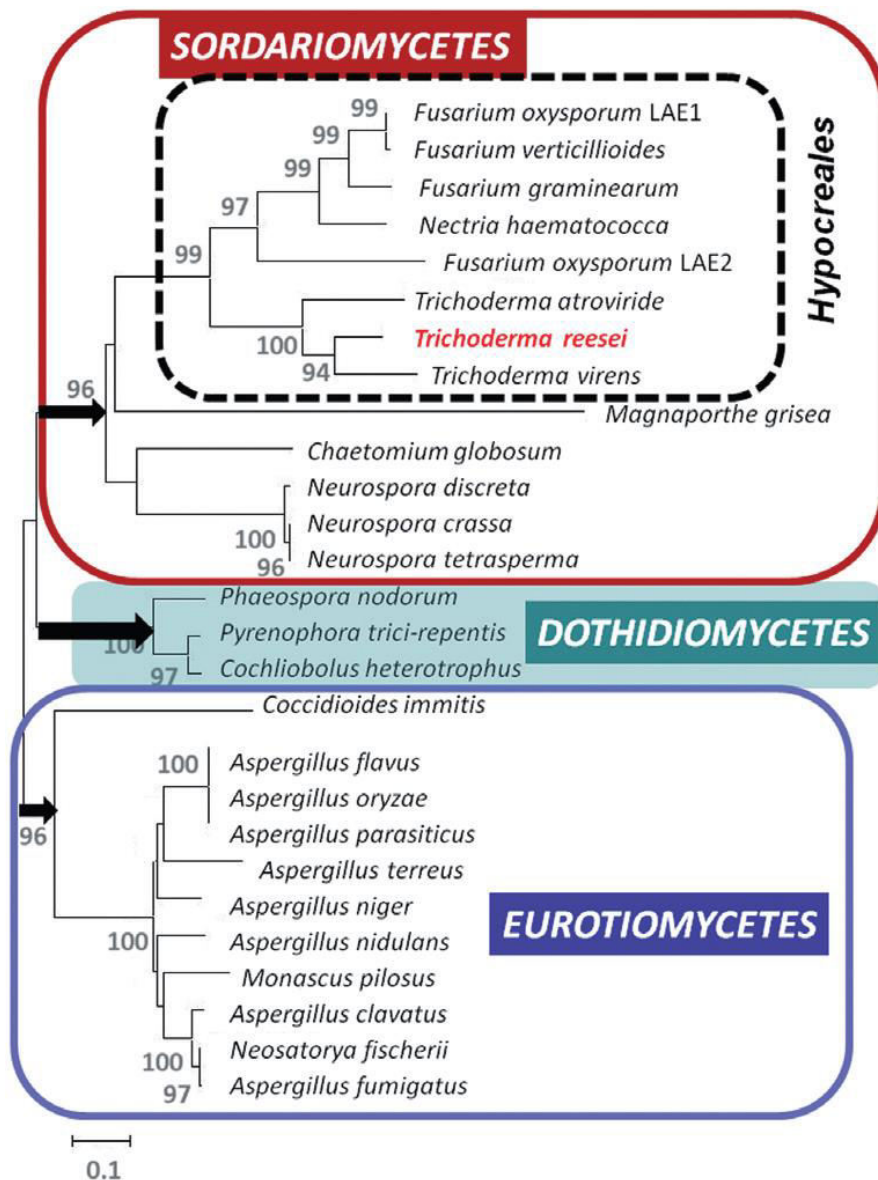 SORDARIOMYCETES
99 Fusarium oxysporum LAE1
99 Fusarium verticillioides
99 Fusarium graminearum
97 Nectria haematococca
99 Fusarium oxysporum LAE2
Trichoderma atroviride
100 Trichoderma reesei
94 Trichoderma virens
Hypocreales
96 Magnaporthe grisea
Chaetomium globosum
Neurospora discreta
100 Neurospora crassa
96 Neurospora tetrasperma
Phaeospora nodorum
100 Pyrenophora trici-repentis
97 Cochliobolus heterotrophus
DOTHIDIOMYCETES
Coccidioides immitis
100 Aspergillus flavus
Aspergillus oryzae
96 Aspergillus parasiticus
Aspergillus terreus
Aspergillus niger
100 Aspergillus nidulans
EUROTIOMYCETES
Monascus pilosus
Aspergillus clavatus
100 Neosatorya fischerii
97 Aspergillus fumigatus
0.1